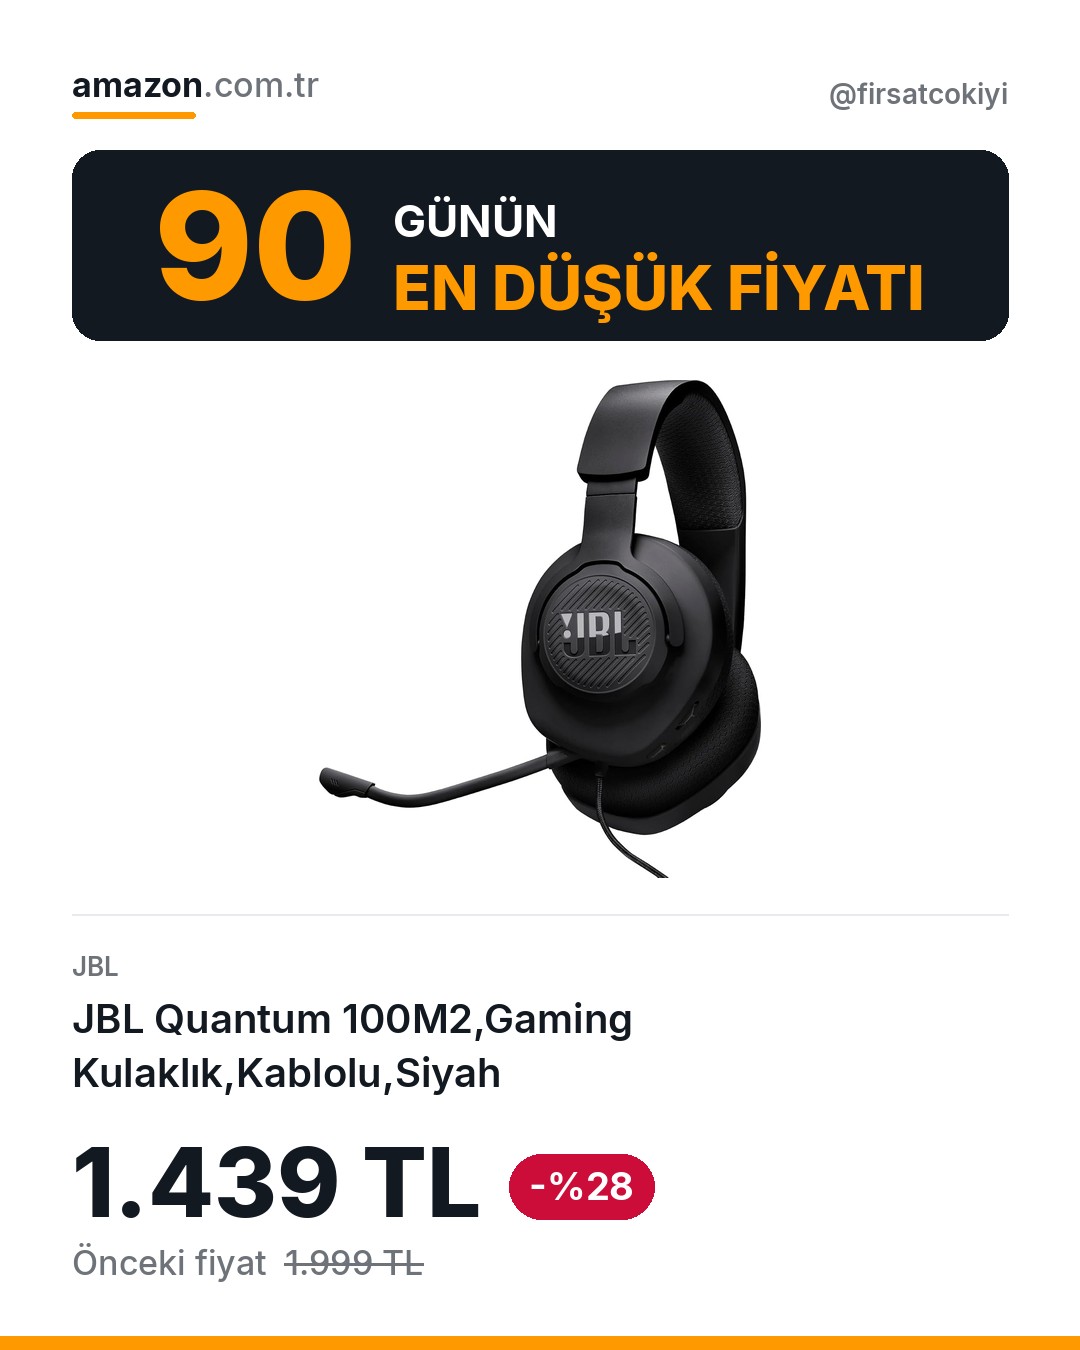 amazon.com.tr
@firsatcokiyi
90
GÜNÜN
EN DÜŞÜK FİYATI
JBL
JBL
JBL Quantum 100M2,Gaming
Kulaklık,Kablolu,Siyah
1.439 TL
-%28
Önceki fiyat 1.999 TL